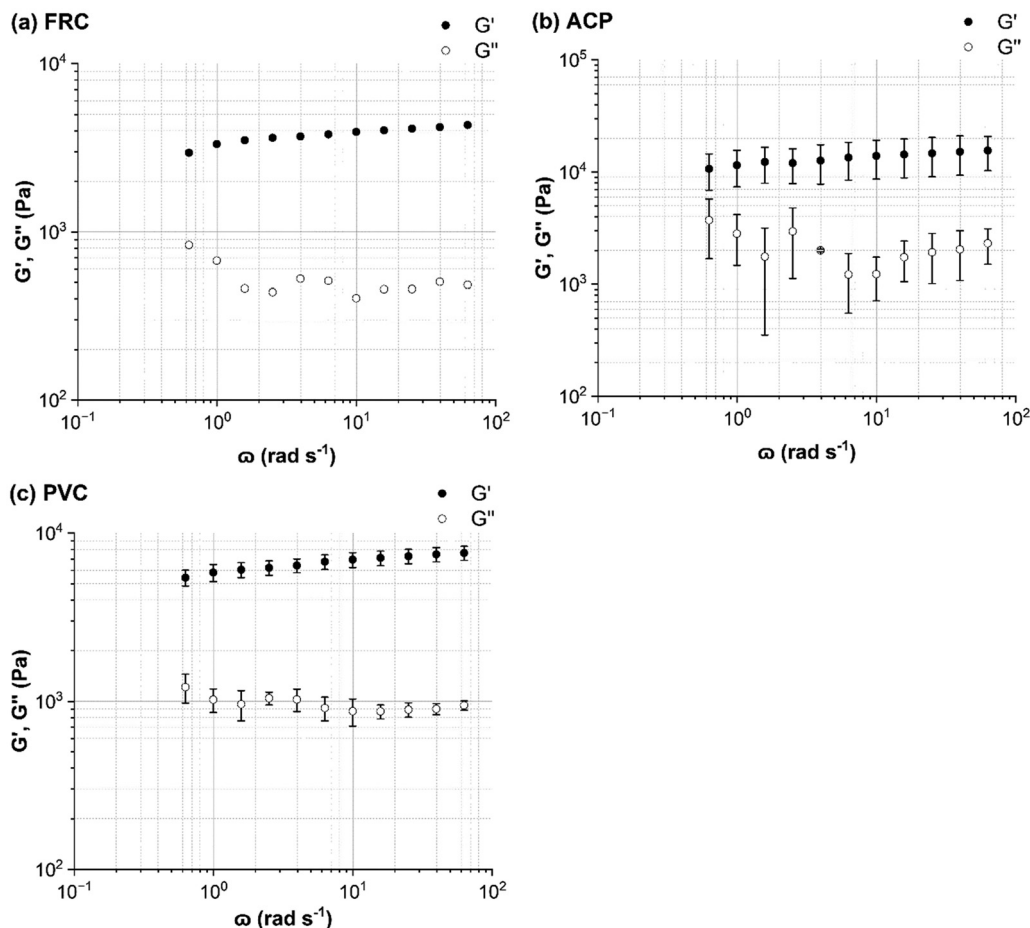 (a) FRC
G'
G''
10⁴
10³
10²
G', G'' (Pa)
10⁻¹
10⁰
10¹
10²
ϖ (rad s⁻¹)
(b) ACP
G'
G''
10⁵
10⁴
10³
10²
G', G'' (Pa)
10⁻¹
10⁰
10¹
10²
ϖ (rad s⁻¹)
(c) PVC
G'
G''
10⁴
10³
10²
G', G'' (Pa)
10⁻¹
10⁰
10¹
10²
ϖ (rad s⁻¹)